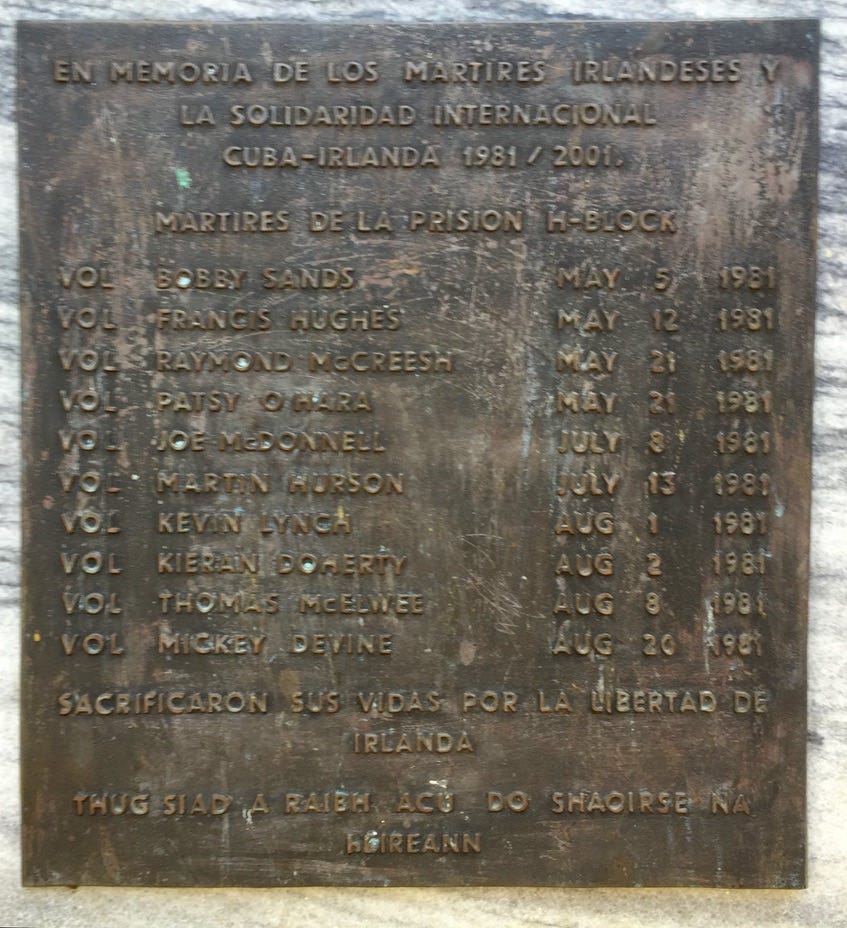 EN MEMORIA DE LOS MARTIRES IRLANDESES Y
LA SOLIDARIDAD INTERNACIONAL
CUBA-IRLANDA 1981 / 2001.
MARTIRES DE LA PRISION H-BLOCK
VOL BOBBY SANDS MAY 5 1981
VOL FRANCIS HUGHES MAY 12 1981
VOL RAYMOND McCREESH MAY 21 1981
VOL PATSY O'HARA MAY 21 1981
VOL JOE McDONNELL JULY 8 1981
VOL MARTIN HURSON JULY 13 1981
VOL KEVIN LYNCH AUG 1 1981
VOL KIERAN DOHERTY AUG 2 1981
VOL THOMAS McELWEE AUG 8 1981
VOL MICKEY DEVINE AUG 20 1981
SACRIFICARON SUS VIDAS POR LA LIBERTAD DE
IRLANDA
THUG SIAD A RAIBH ACU DO SHAOIRSE NA
hÉIREANN